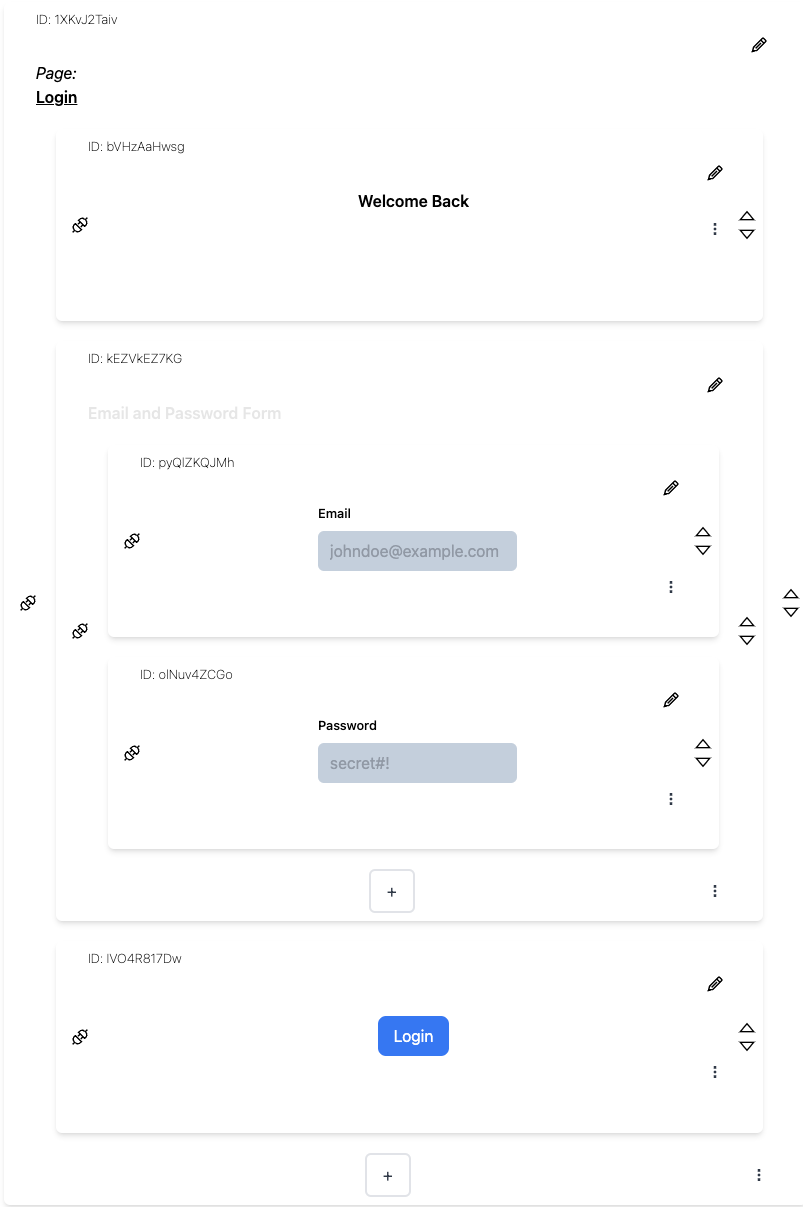 ID: 1XKvJ2Taiv
Page:
Login
ID: bVHzAaHwsg
Welcome Back
ID: kEZVkEZ7KG
Email and Password Form
ID: pyQlZKQJMh
Email
johndoe@example.com
ID: olNuv4ZCGo
Password
secret#!
+
ID: lVO4R817Dw
Login
+